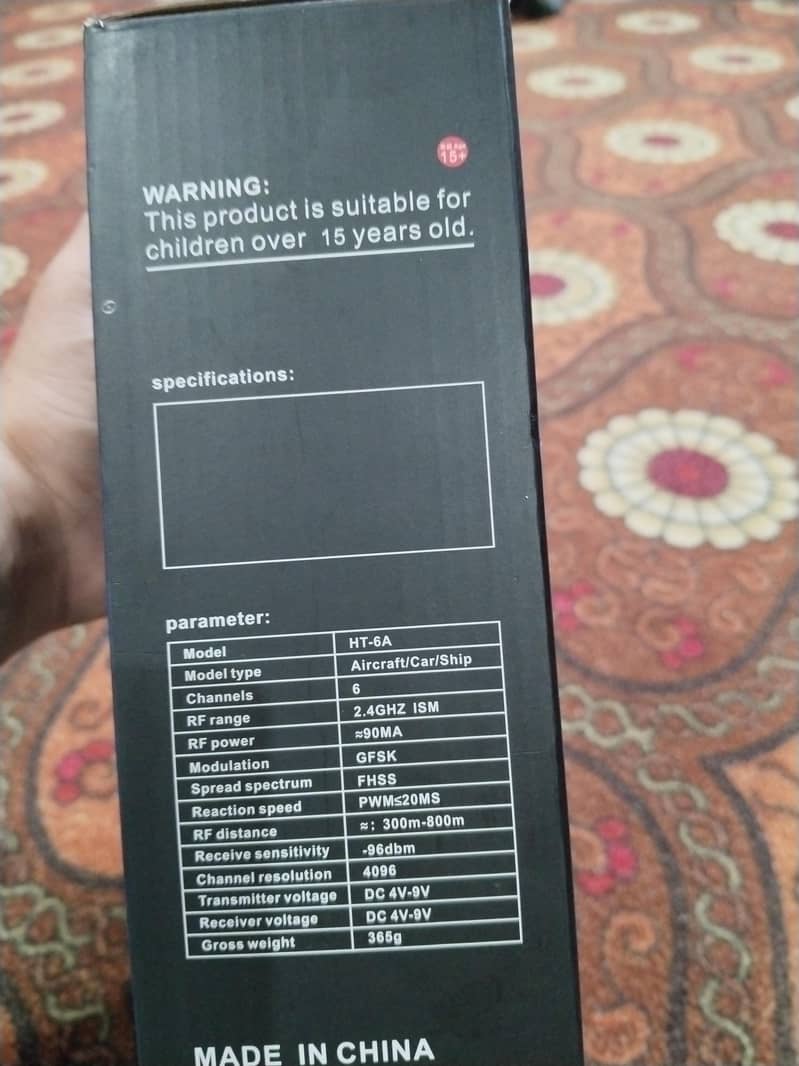 15+
WARNING:
This product is suitable for
children over 15 years old.
specifications:
parameter:
Model HT-6A
Model type Aircraft/Car/Ship
Channels 6
RF range 2.4GHZ ISM
RF power ≈90MA
Modulation GFSK
Spread spectrum FHSS
Reaction speed PWM≤20MS
RF distance ≈: 300m-800m
Receive sensitivity -96dbm
Channel resolution 4096
Transmitter voltage DC 4V-9V
Receiver voltage DC 4V-9V
Gross weight 365g
MADE IN CHINA